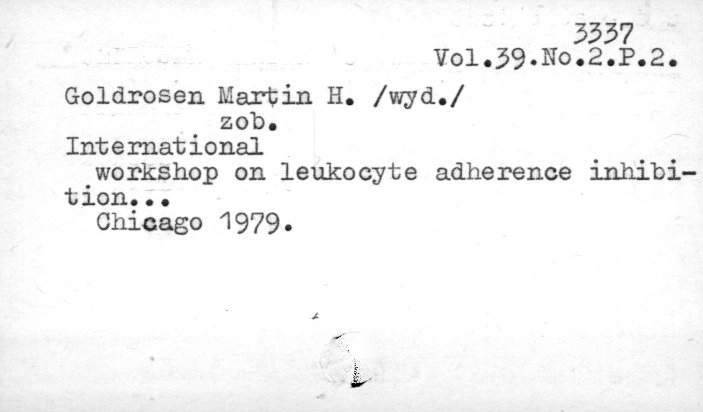 3337
Vol.39.No.2.P.2.
Goldrosen Martin H. /wyd./
zob.
International
workshop on leukocyte adherence inhibi-
tion...
Chicago 1979.